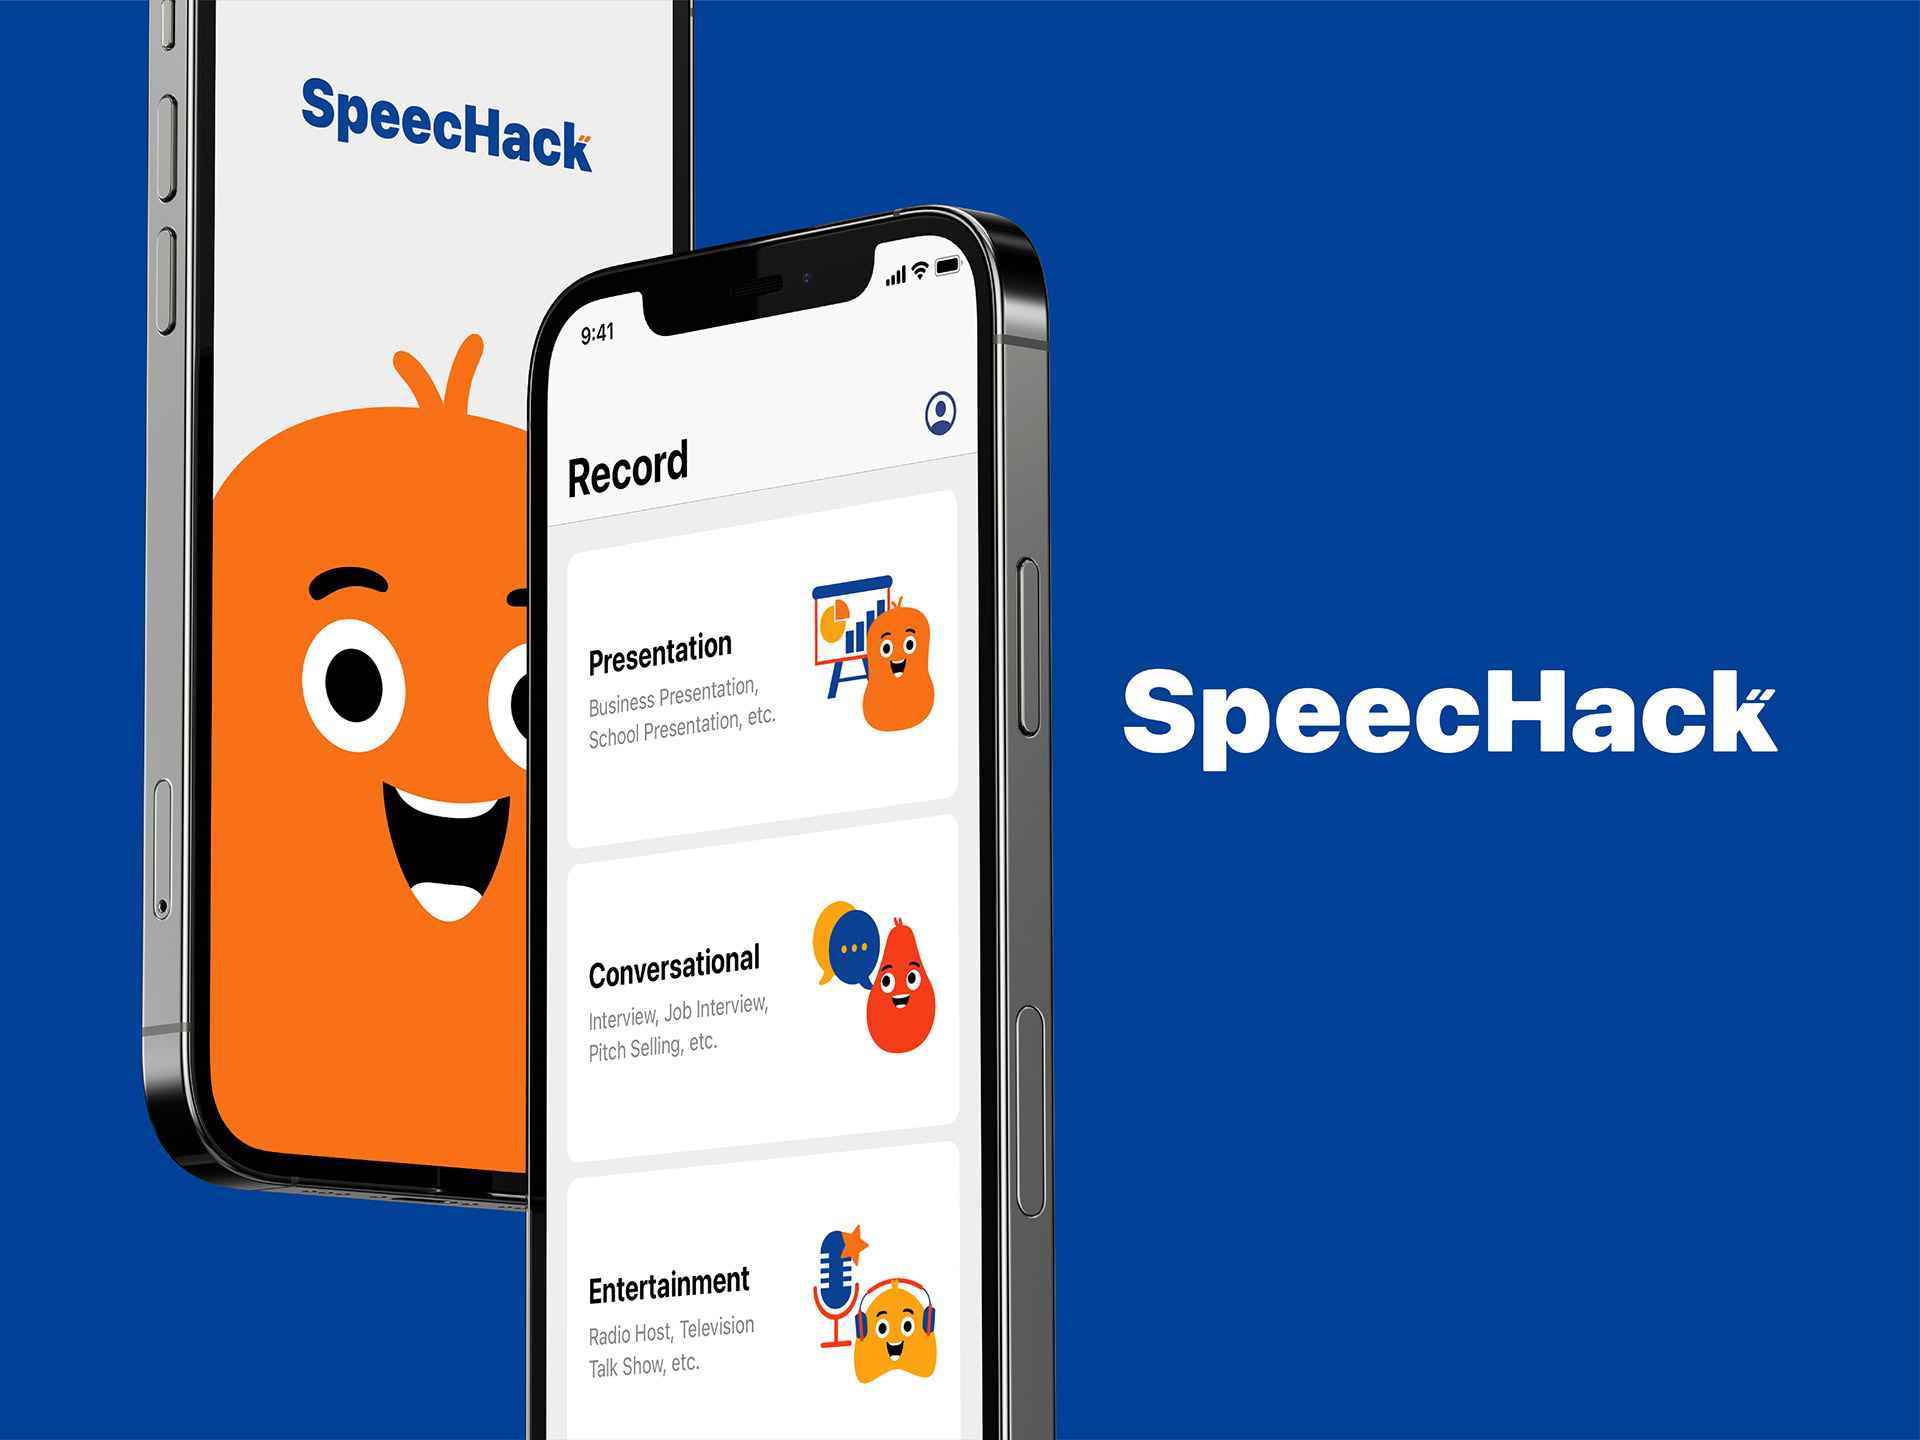 SpeecHack
9:41
Record
Presentation
Business Presentation,
School Presentation, etc.
Conversational
Interview, Job Interview,
Pitch Selling, etc.
Entertainment
Radio Host, Television
Talk Show, etc.
SpeecHack